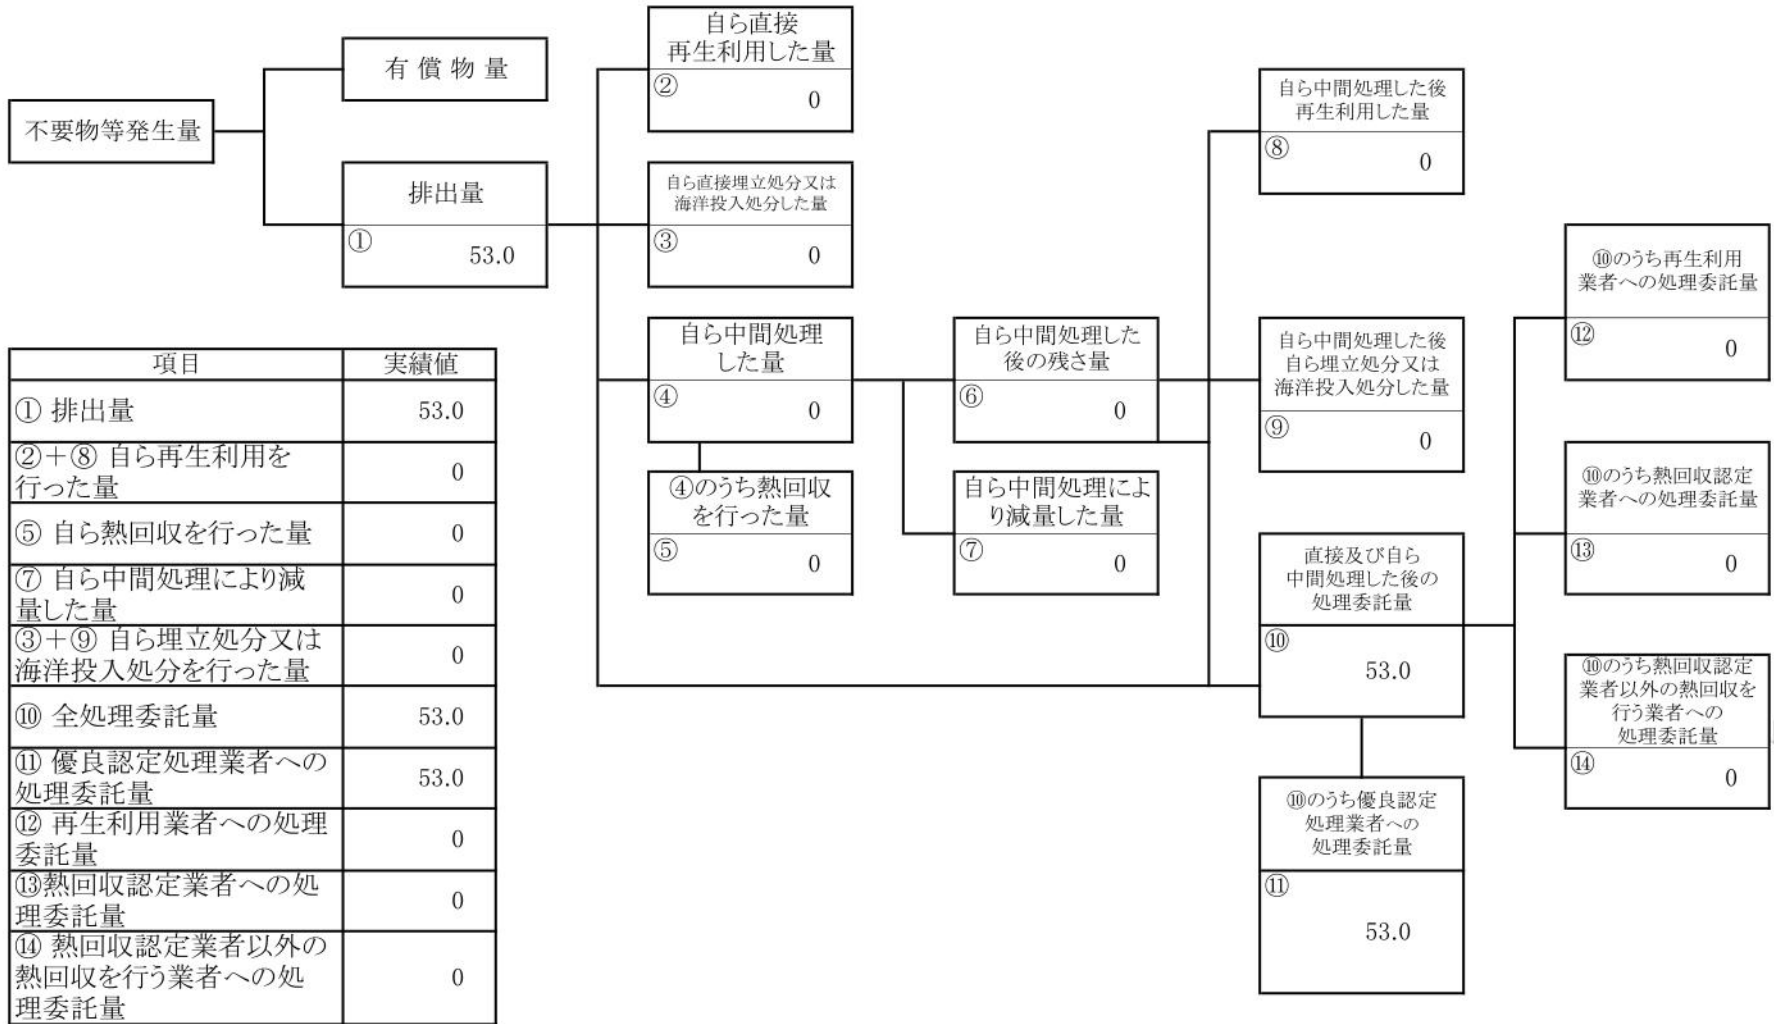 不要物等発生量
有償物量
排出量
①
53.0
自ら直接
再生利用した量
②
0
自ら直接埋立処分又は
海洋投入処分した量
③
0
自ら中間処理
した量
④
0
④のうち熱回収
を行った量
⑤
0
自ら中間処理した
後の残さ量
⑥
0
自ら中間処理によ
り減量した量
⑦
0
自ら中間処理した後
再生利用した量
⑧
0
自ら中間処理した後
自ら埋立処分又は
海洋投入処分した量
⑨
0
直接及び自ら
中間処理した後の
処理委託量
⑩
53.0
⑩のうち優良認定
処理業者への
処理委託量
⑪
53.0
⑩のうち再生利用
業者への処理委託量
⑫
0
⑩のうち熱回収認定
業者への処理委託量
⑬
0
⑩のうち熱回収認定
業者以外の熱回収を
行う業者への
処理委託量
⑭
0
項目 実績値
① 排出量 53.0
②+⑧ 自ら再生利用を
行った量 0
⑤ 自ら熱回収を行った量 0
⑦ 自ら中間処理により減
量した量 0
③+⑨ 自ら埋立処分又は
海洋投入処分を行った量 0
⑩ 全処理委託量 53.0
⑪ 優良認定処理業者への
処理委託量 53.0
⑫ 再生利用業者への処理
委託量 0
⑬熱回収認定業者への処
理委託量 0
⑭ 熱回収認定業者以外の
熱回収を行う業者への処
理委託量 0